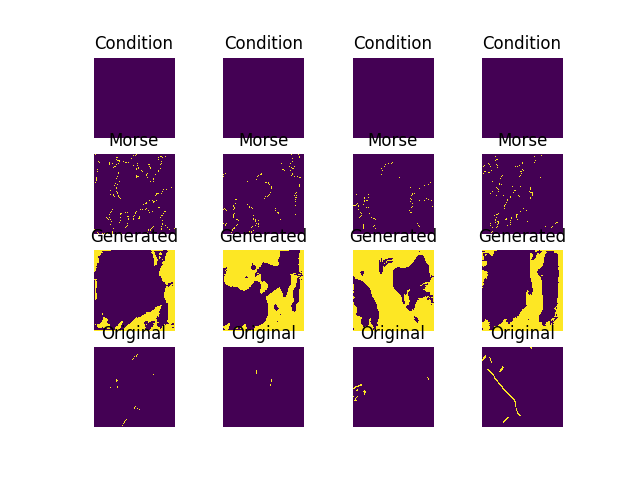 Condition Condition Condition Condition
Morse Morse Morse Morse
Generated Generated Generated Generated
Original Original Original Original